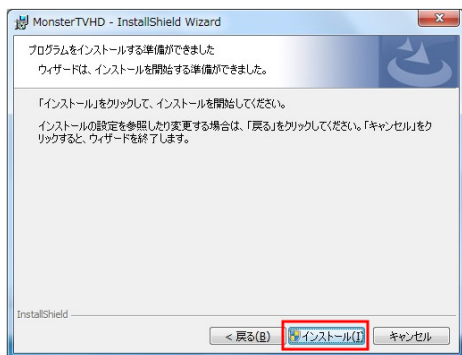 MonsterTVHD - InstallShield Wizard
プログラムをインストールする準備ができました
ウィザードは、インストールを開始する準備ができました。
「インストール」をクリックして、インストールを開始してください。
インストールの設定を参照したり変更する場合は、「戻る」をクリックしてください。「キャンセル」をク
リックすると、ウィザードを終了します。
InstallShield
< 戻る(B) インストール(I) キャンセル